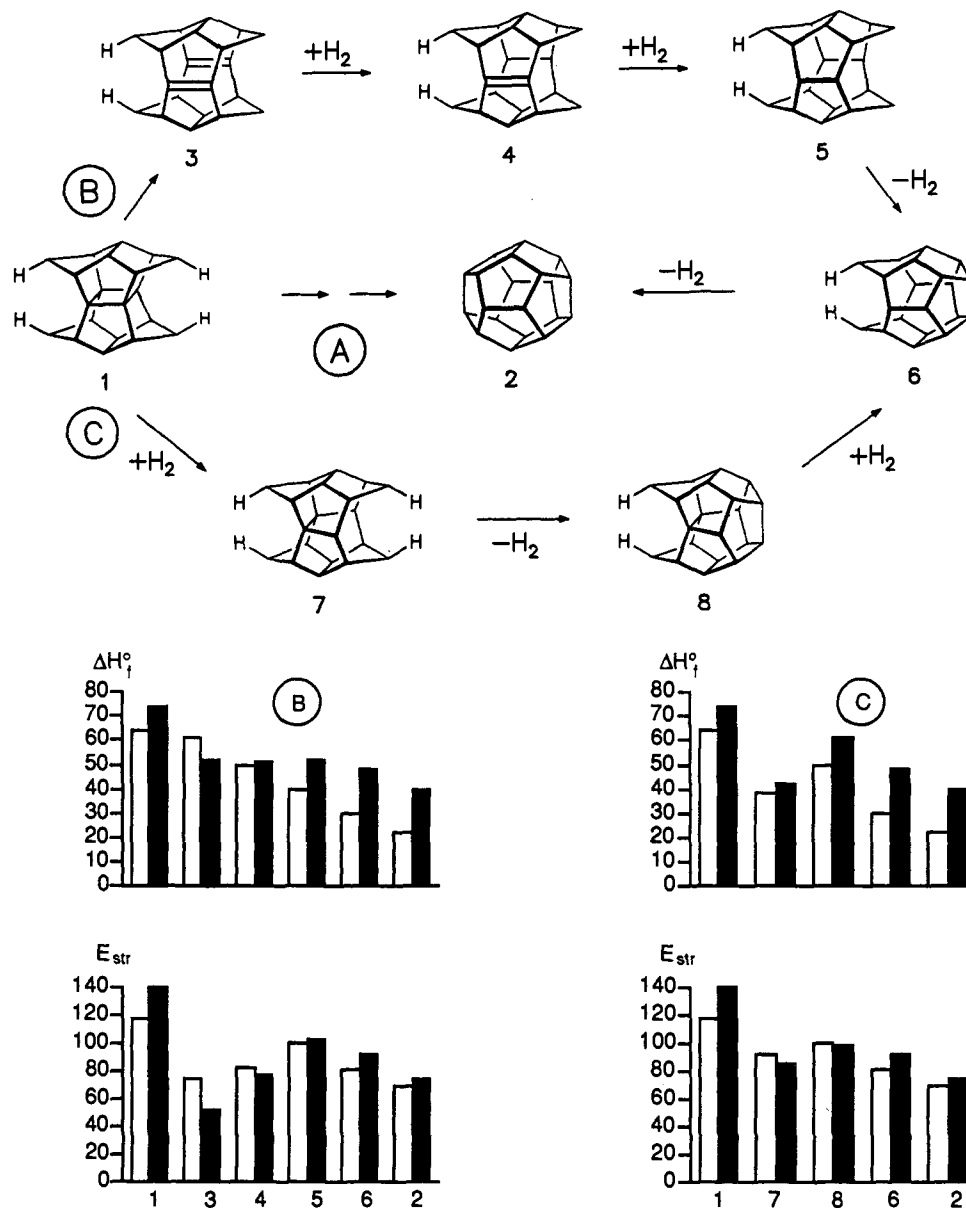 H +H₂ H +H₂ H
H H H
3 4 5
B −H₂
H H −H₂ H
H H A H
1 2 6
C +H₂ +H₂
H H −H₂ H
H H H
7 8
ΔH°f ΔH°f
B C
80 80
70 70
60 60
50 50
40 40
30 30
20 20
10 10
0 0
Estr Estr
140 140
120 120
100 100
80 80
60 60
40 40
20 20
0 0
1 3 4 5 6 2 1 7 8 6 2